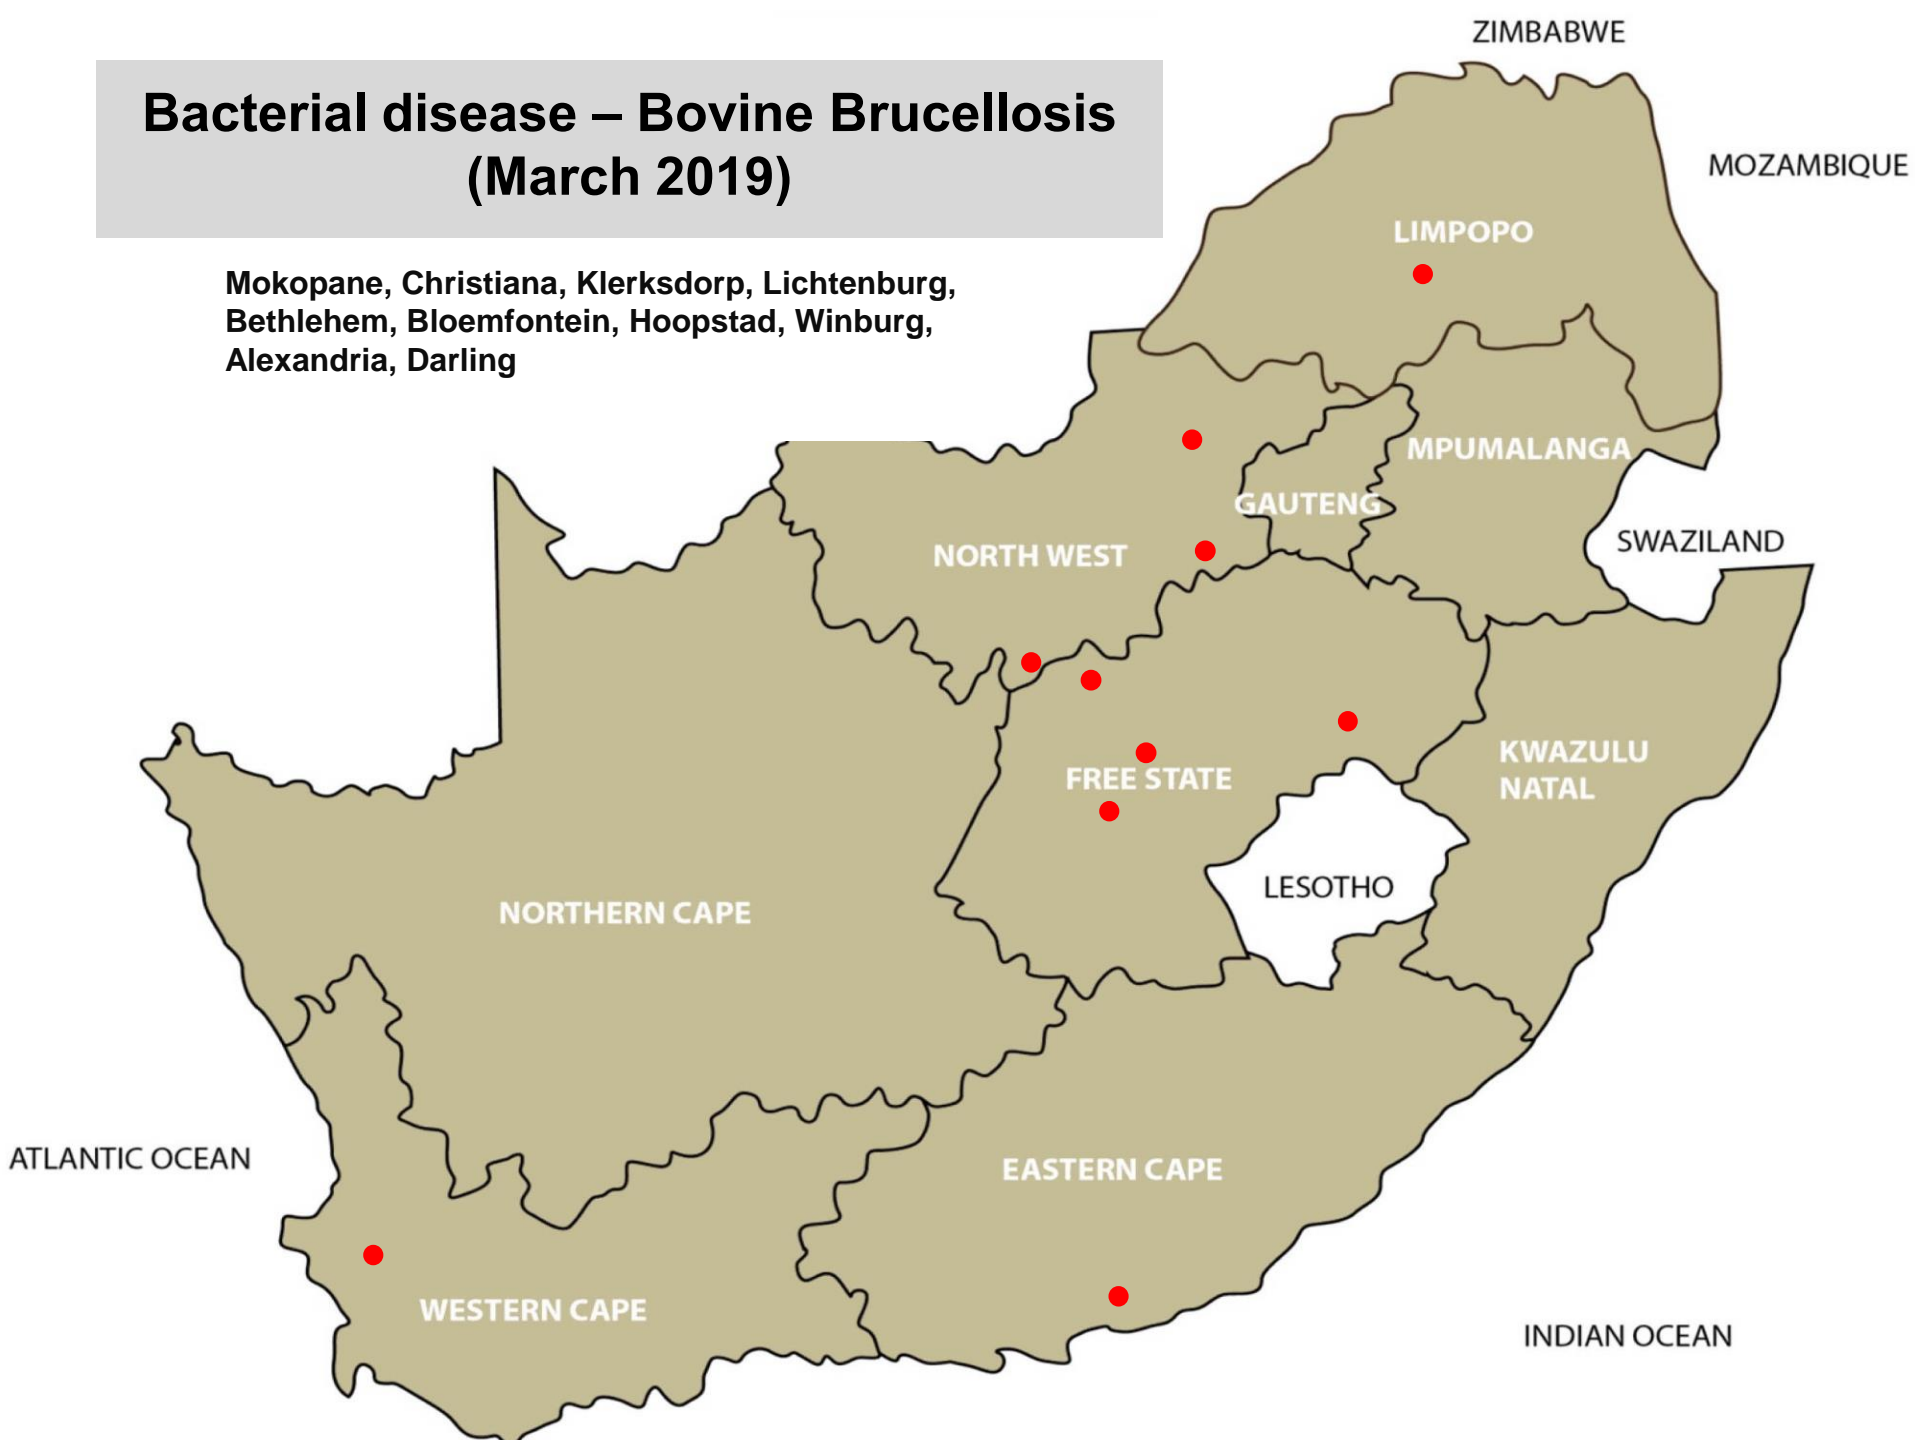 ZIMBABWE
Bacterial disease – Bovine Brucellosis
(March 2019)
MOZAMBIQUE
LIMPOPO
Mokopane, Christiana, Klerksdorp, Lichtenburg,
Bethlehem, Bloemfontein, Hoopstad, Winburg,
Alexandria, Darling
MPUMALANGA
GAUTENG
NORTH WEST
SWAZILAND
KWAZULU
NATAL
FREE STATE
LESOTHO
NORTHERN CAPE
ATLANTIC OCEAN
EASTERN CAPE
WESTERN CAPE
INDIAN OCEAN